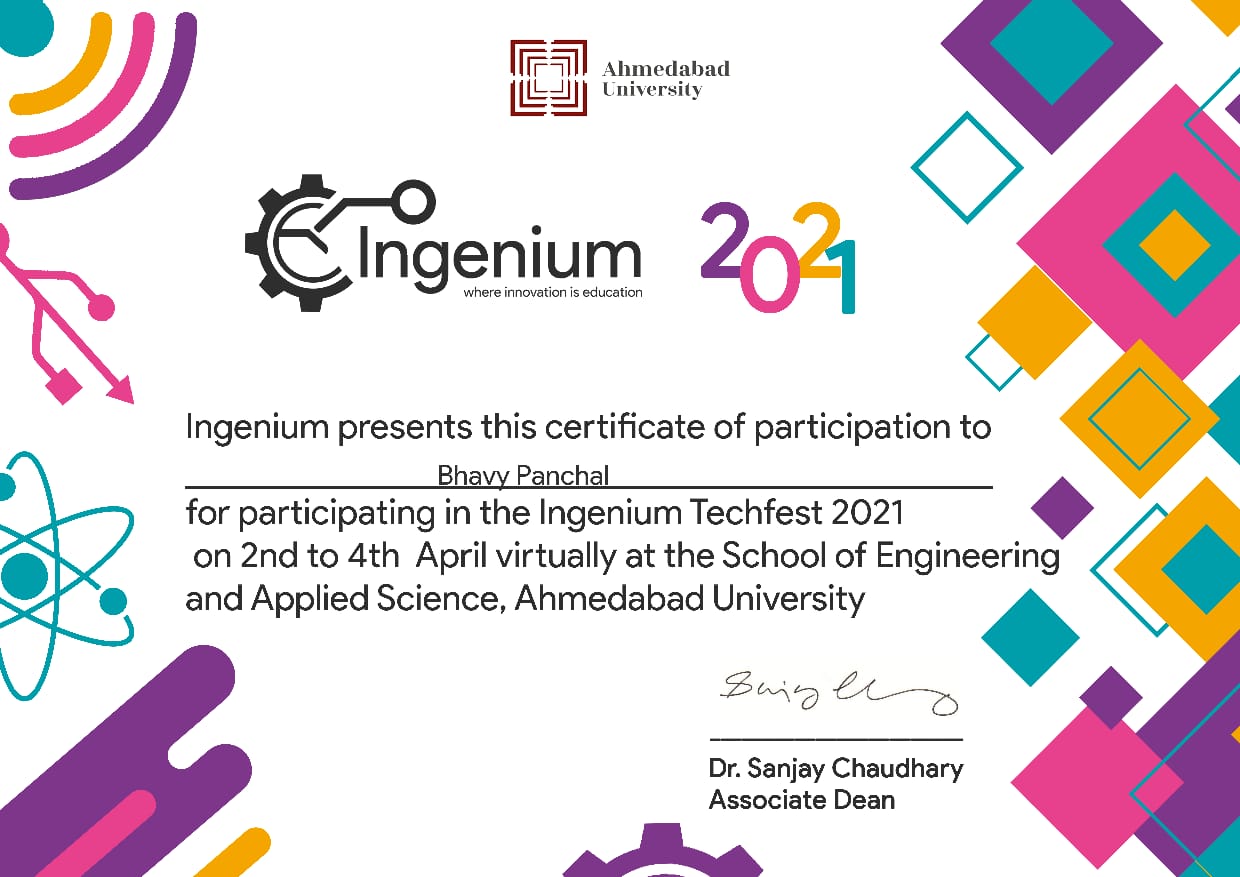 Ahmedabad
University
Ingenium
where innovation is education
2021
Ingenium presents this certificate of participation to
Bhavy Panchal
for participating in the Ingenium Techfest 2021
on 2nd to 4th April virtually at the School of Engineering
and Applied Science, Ahmedabad University
Dr. Sanjay Chaudhary
Associate Dean